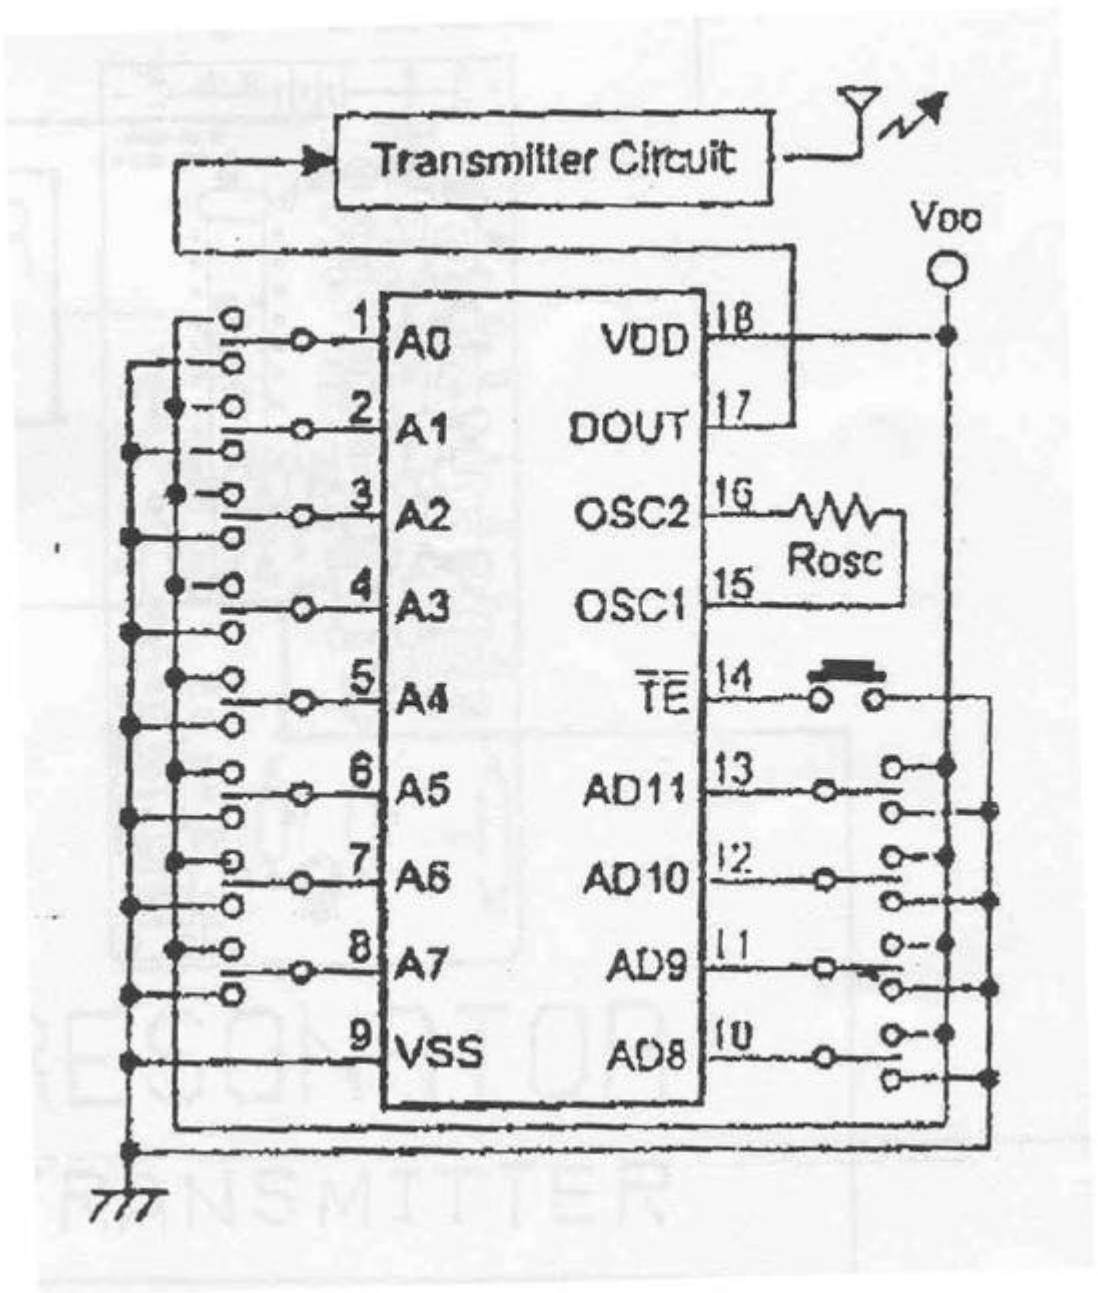 Transmitter Circuit
VDD
1 A0 VDD 18
2 A1 DOUT 17
3 A2 OSC2 16
Rosc
4 A3 OSC1 15
5 A4 TE 14
6 A5 AD11 13
7 A6 AD10 12
8 A7 AD9 11
9 VSS AD8 10
TRANSMITTER